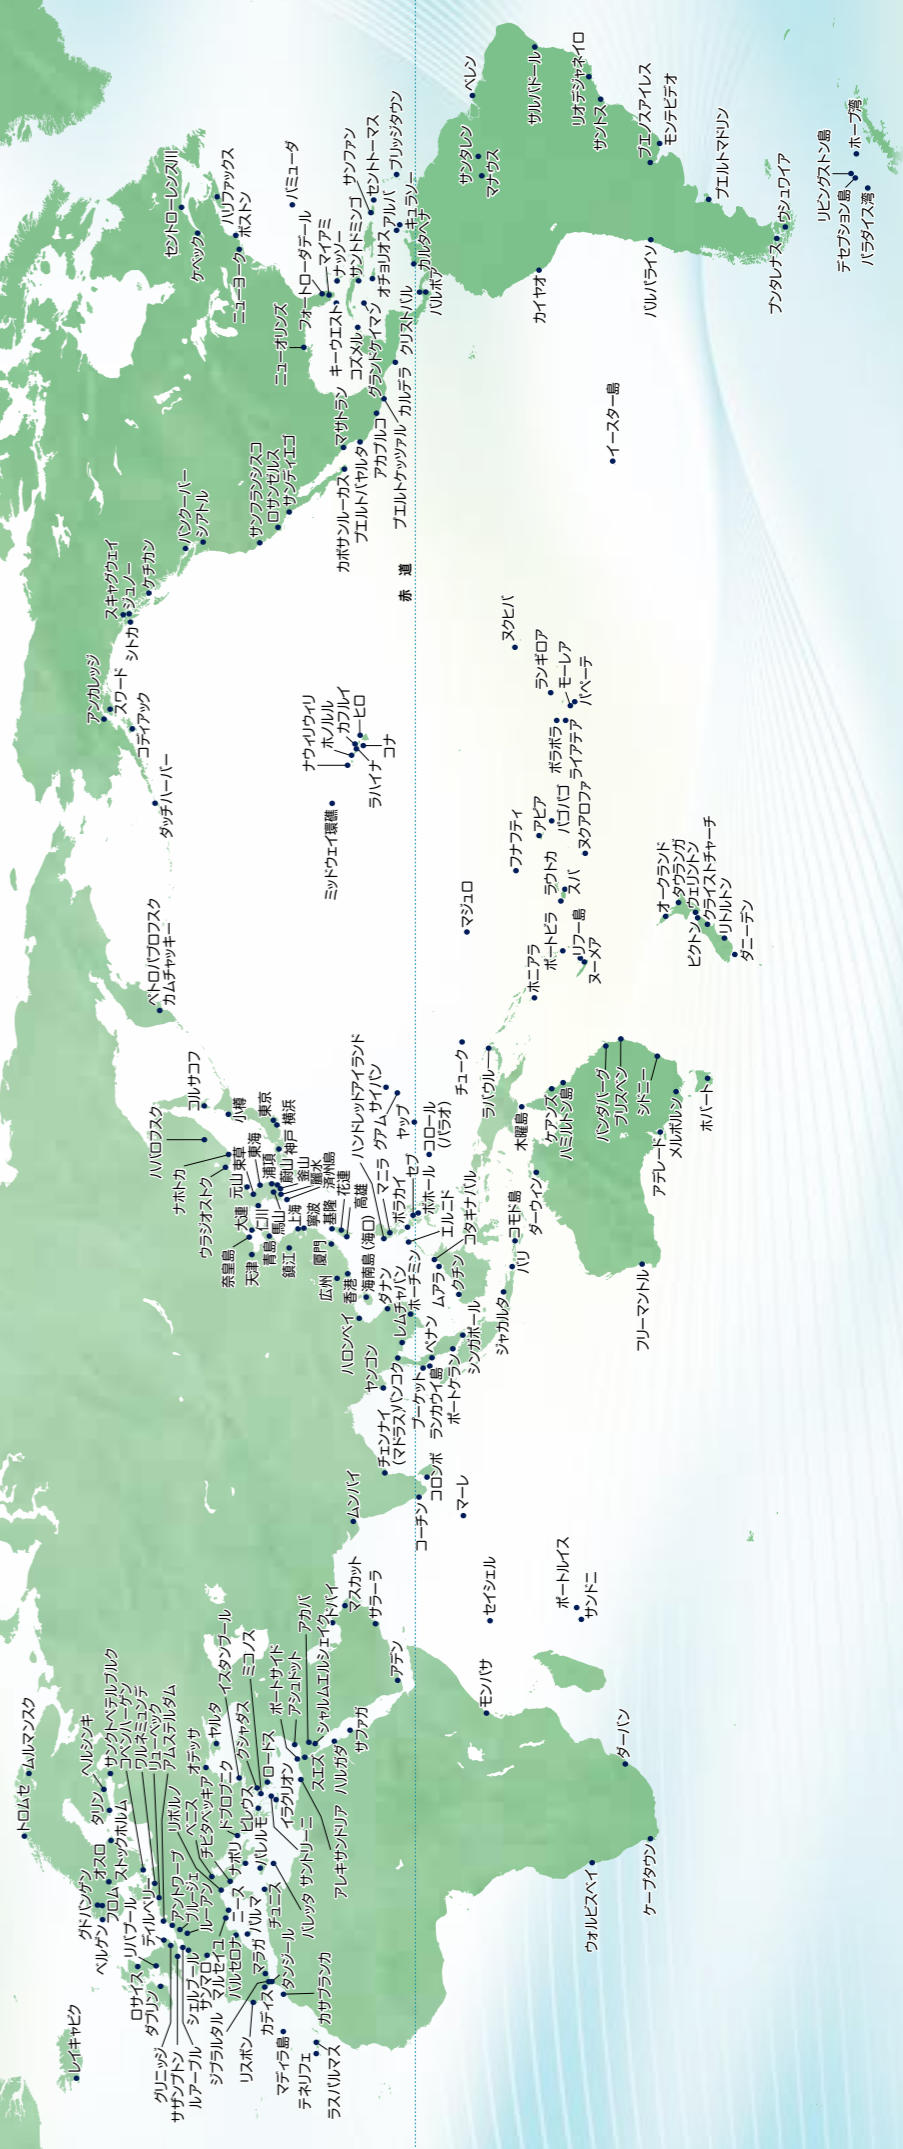 トロムセ
ムルマンスク
レイキャビク
グドバンゲン
ベルゲン
フロム
オスロ
ストックホルム
タリン
ヘルシンキ
サンクトペテルブルク
コペンハーゲン
ワルネミュンデ
リューベック
アムステルダム
ロサイス
ダブリン
リバプール
ティルベリー
アントワープ
ブルージュ
ルーアン
グリニッジ
サザンプトン
ルアーブル
シェルブール
サンマロ
ジブラルタル
リスボン
マルセイユ
バルセロナ
ニース
リボルノ
ベニス
チビタベッキア
ドブロブニク
オデッサ
ヤルタ
イスタンブール
クシャダス
ミコノス
ピレウス
ナポリ
パレルモ
パルマ
マラガ
カディス
タンジール
チュニス
バレッタ
サントリーニ
イラクリオン
ロードス
ポートサイド
アシュドット
アカバ
シャルムエルシェイク
スエズ
アレキサンドリア
ハルガダ
サファガ
マディラ島
テネリフェ
ラスパルマス
カサブランカ
ドバイ
マスカット
サラーラ
アデン
モンバサ
セイシェル
ポートルイス
サンドニ
ダーバン
ケープタウン
ウォルビスベイ
ムンバイ
コーチン
コロンボ
マーレ
チェンナイ
(マドラス)
ヤンゴン
バンコク
レムチャバン
プーケット
ランカウイ島
ペナン
ポートケラン
シンガポール
ハロンベイ
ダナン
ホーチミン
ムアラ
クチン
コタキナバル
ジャカルタ
バリ
コモド島
ハバロフスク
ナホトカ
ウラジオストク
コルサコフ
小樽
東京
横浜
神戸
元山
東草
東海
浦項
蔚山
釜山
麗水
済州島
馬山
仁川
大連
奈皇島
天津
青島
鎮江
上海
寧波
基隆
花連
高雄
厦門
広州
香港
海南島(海口)
ハンドレッドアイランド
マニラ
ボラカイ
セブ
ボホール
エルニド
グアム
サイパン
ヤップ
コロール
(パラオ)
チューク
ラバウル
木曜島
ダーウィン
ケアンズ
ハミルトン島
バンダバーグ
ブリスベン
シドニー
メルボルン
アデレード
ホバート
フリーマントル
ペトロパブロフスク
カムチャッキー
マジュロ
ホニアラ
ポートビラ
リフー島
ヌーメア
ラウトカ
スバ
フナフティ
アピア
パゴパゴ
ヌクアロファ
ボラボラ
ライアテア
ランギロア
モーレア
パペーテ
ヌクヒバ
オークランド
タウランガ
ウェリントン
ピクトン
クライストチャーチ
リトルトン
ダニーデン
ミッドウェイ環礁
ナウィリウィリ
ホノルル
カフルイ
ヒロ
コナ
ラハイナ
赤道
ダッチハーバー
コディアック
スワード
アンカレッジ
スキャグウェイ
ジュノー
シトカ
ケチカン
バンクーバー
シアトル
サンフランシスコ
ロサンゼルス
サンディエゴ
カボサンルーカス
マサトラン
プエルトバヤルタ
アカプルコ
プエルトケッツァル
カルデラ
イースター島
ニューオリンズ
フォートローダデール
マイアミ
ナッソー
キーウエスト
コズメル
グランドケイマン
オチョリオス
サントドミンゴ
サンファン
セントトーマス
アルバ
キュラソー
ブリッジタウン
カルタヘナ
クリストバル
バルボア
バミューダ
セントローレンス川
ケベック
ハリファックス
ボストン
ニューヨーク
ベレン
サンタレン
マナウス
サルバドール
リオデジャネイロ
サントス
ブエノスアイレス
モンテビデオ
プエルトマドリン
カイヤオ
バルパライソ
プンタレナス
ウシュワイア
リビングストン島
デセプション島
ホープ湾
パラダイス湾